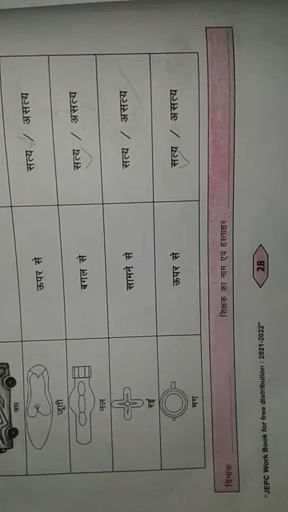 कार
जूती ऊपर से सत्य / असत्य
नल बगल से सत्य / असत्य
सामने से सत्य / असत्य
मग ऊपर से सत्य / असत्य
दिनांक शिक्षक का नाम एवं हस्ताक्षर
28
"JEPC Work Book for free distribution : 2021-2022"